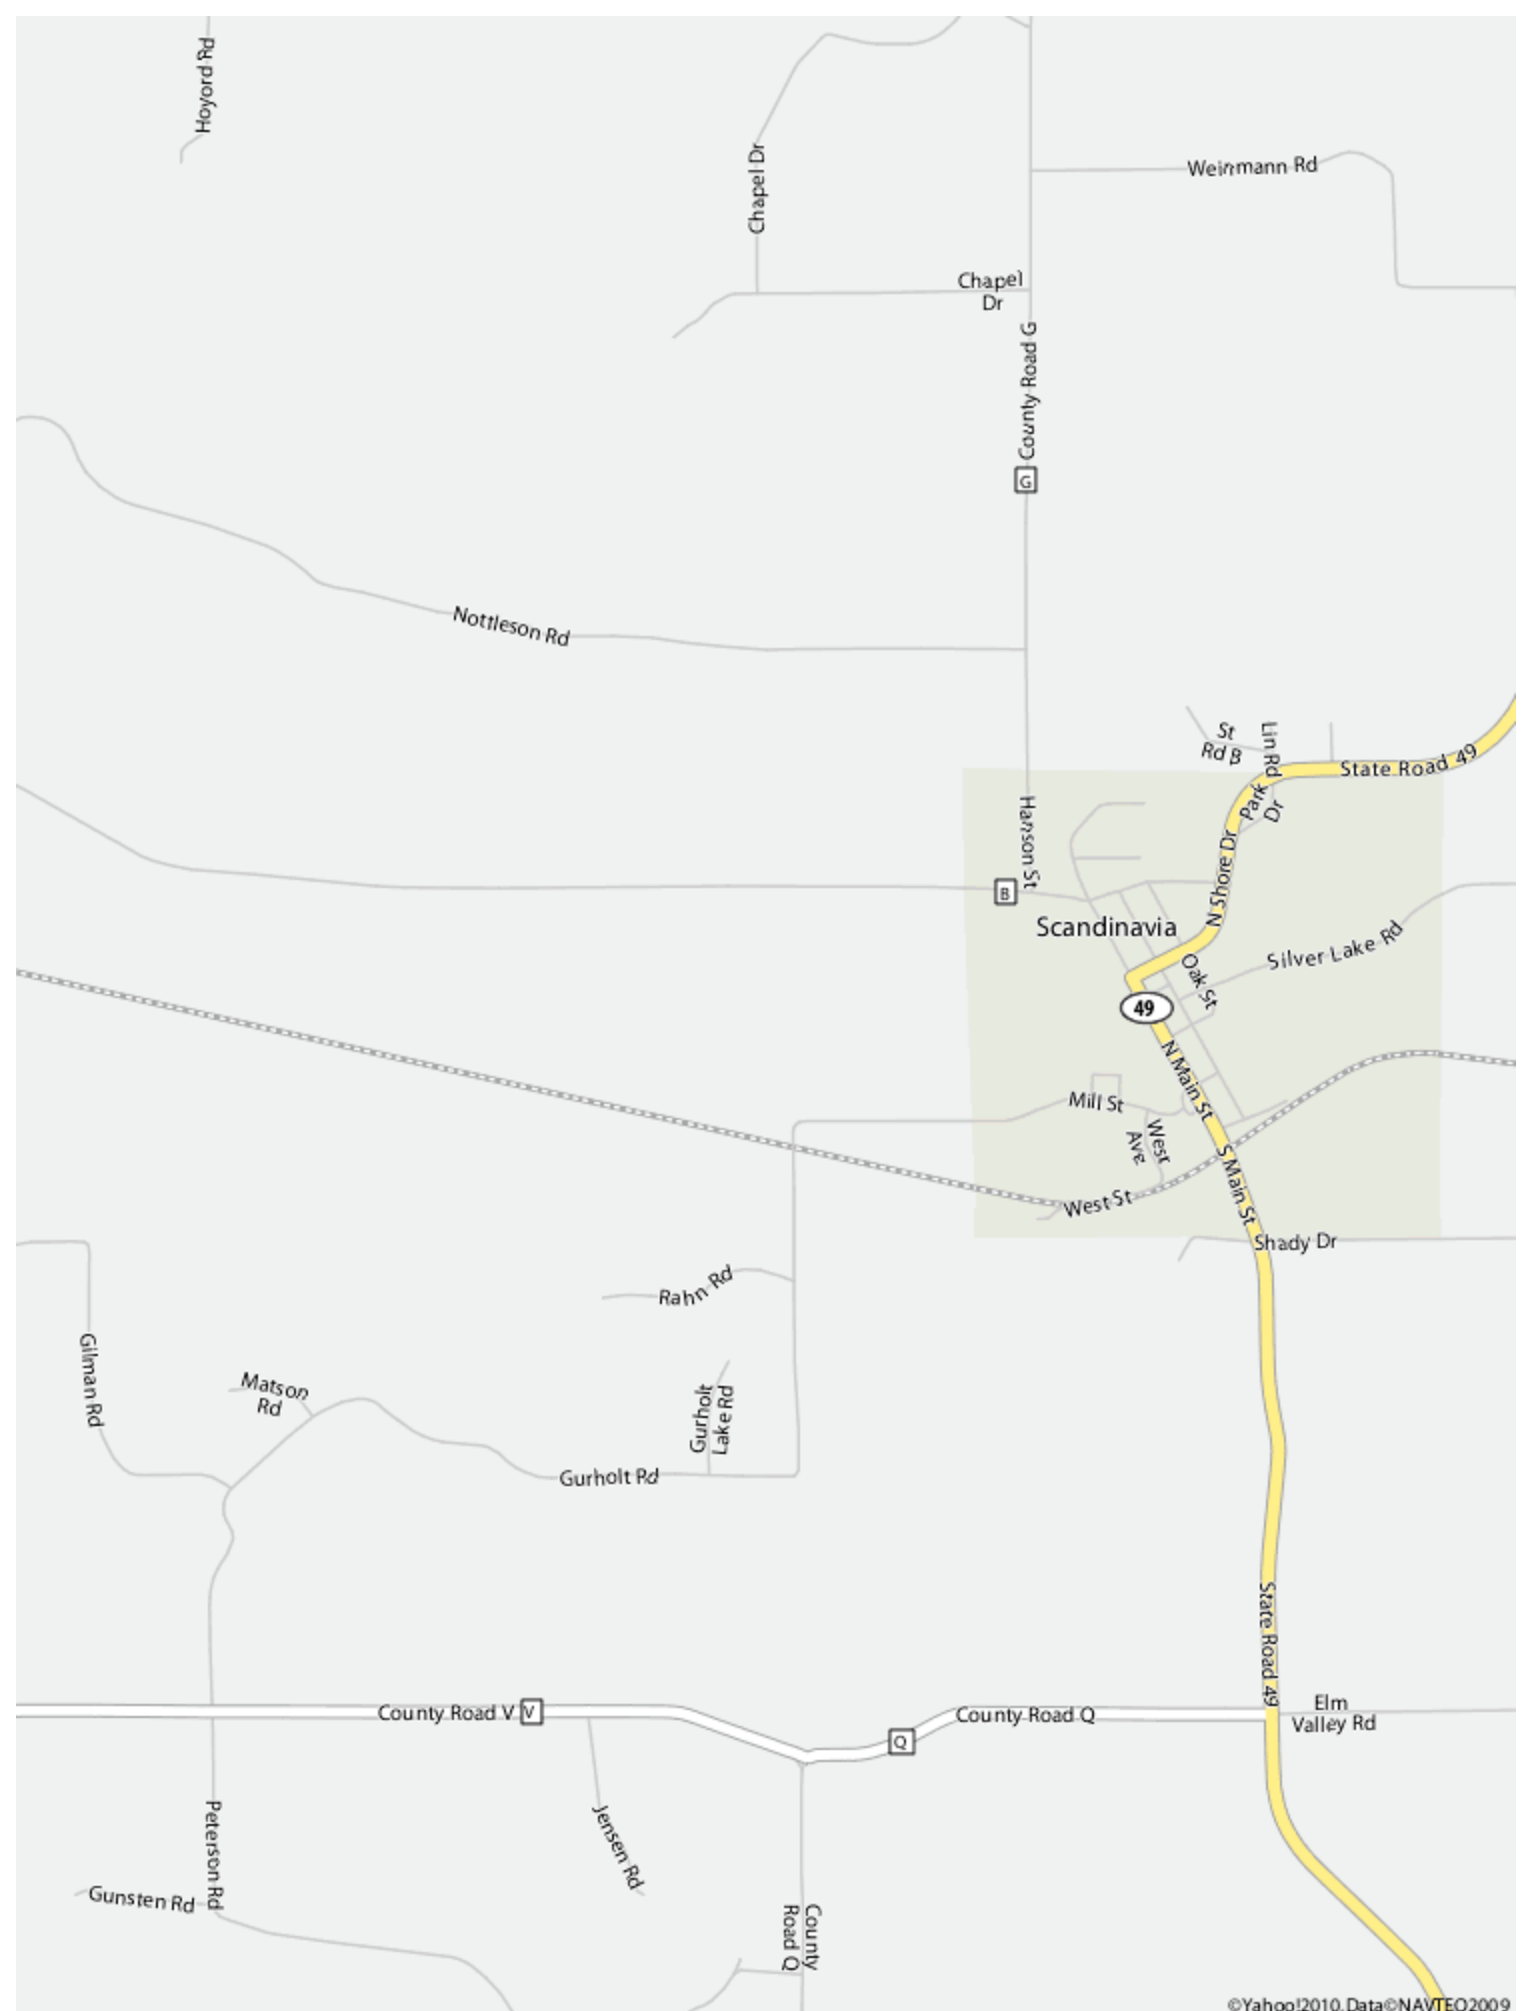 Hoyord Rd
Chapel Dr
Weinmann Rd
Chapel
Dr
County Road G
G
Nottleson Rd
St
Rd B
Lin Rd
State Road 49
Park
Dr
Hanson St
N Shore Dr
B
Scandinavia
Silver Lake Rd
Oak St
49
N Main St
Mill St
West
Ave
S Main St
West St
Shady Dr
Rahn Rd
Gilman Rd
Matson
Rd
Gurholt
Lake Rd
Gurholt Rd
State Road 49
County Road V
V
Q
County Road Q
Elm
Valley Rd
Peterson Rd
Jensen Rd
Gunsten Rd
County
Road Q
©Yahoo!2010, Data©NAVTEQ2009